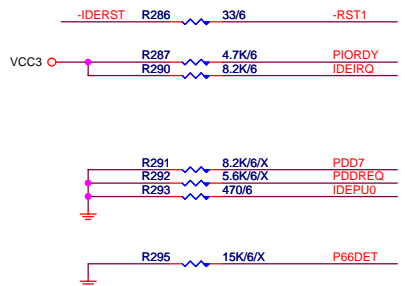 -IDERST R286 33/6 -RST1
VCC3 R287 4.7K/6 PIORDY
R290 8.2K/6 IDEIRQ
R291 8.2K/6/X PDD7
R292 5.6K/6/X PDDREQ
R293 470/6 IDEPU0
R295 15K/6/X P66DET